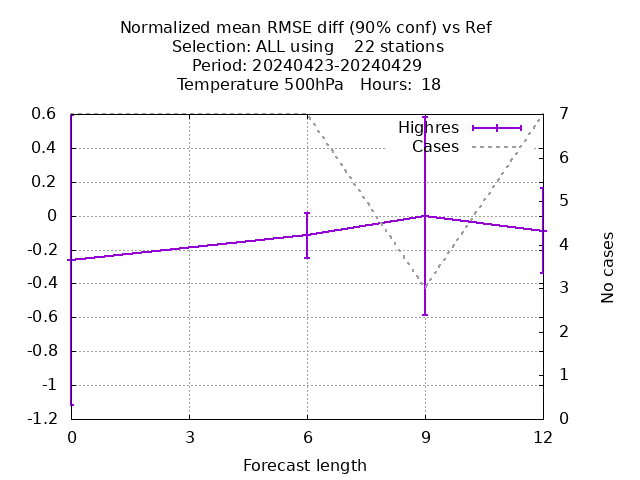 Normalized mean RMSE diff (90% conf) vs Ref
Selection: ALL using    22 stations
Period: 20240423-20240429
Temperature 500hPa   Hours:  18
Highres
Cases
0.6
0.4
0.2
0
-0.2
-0.4
-0.6
-0.8
-1
-1.2
7
6
5
4
3
2
1
0
No cases
0 3 6 9 12
Forecast length